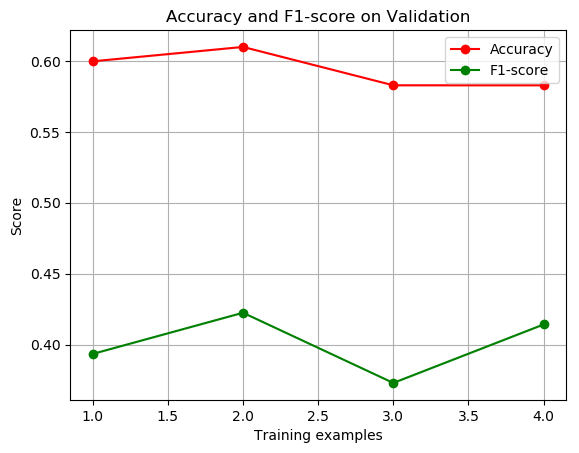 Accuracy and F1-score on Validation
Accuracy
F1-score
0.60
0.55
0.50
0.45
0.40
Score
1.0 1.5 2.0 2.5 3.0 3.5 4.0
Training examples